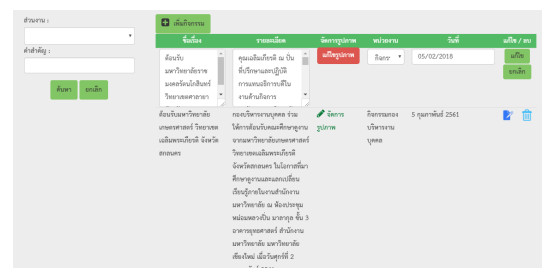 ส่วนงาน :
คำสำคัญ :
ค้นหา ยกเลิก
เพิ่มกิจกรรม
ชื่อเรื่อง รายละเอียด จัดการรูปภาพ หน่วยงาน วันที่ แก้ไข / ลบ
ต้อนรับ
มหาวิทยาลัยราช
มงคลรัตนโกสินทร์
วิทยาเขตศาลายา
คุณเฉลิมเกียรติ ณ ปั่น
ที่ปรึกษาและปฏิบัติ
การแทนอธิการบดีใน
งานด้านกิจการ
แก้ไขรูปภาพ
กิจกร
05/02/2018
แก้ไข
ยกเลิก
ต้อนรับมหาวิทยาลัย
เกษตรศาสตร์ วิทยาเขต
เฉลิมพระเกียรติ จังหวัด
สกลนคร
กองบริหารงานบุคคล ร่วม
ให้การต้อนรับคณะศึกษาดูงาน
จากมหาวิทยาลัยเกษตรศาสตร์
วิทยาเขตเฉลิมพระเกียรติ
จังหวัดสกลนคร ในโอกาสที่มา
ศึกษาดูงานและแลกเปลี่ยน
เรียนรู้ภายในงานสำนักงาน
มหาวิทยาลัย ณ ห้องประชุม
หม่อมหลวงปิ่น มาลากุล ชั้น 3
อาคารยุทธศาสตร์ สำนักงาน
มหาวิทยาลัย มหาวิทยาลัย
เชียงใหม่ เมื่อวันศุกร์ที่ 2
จัดการ
รูปภาพ
กิจกรรมกอง
บริหารงาน
บุคคล
5 กุมภาพันธ์ 2561